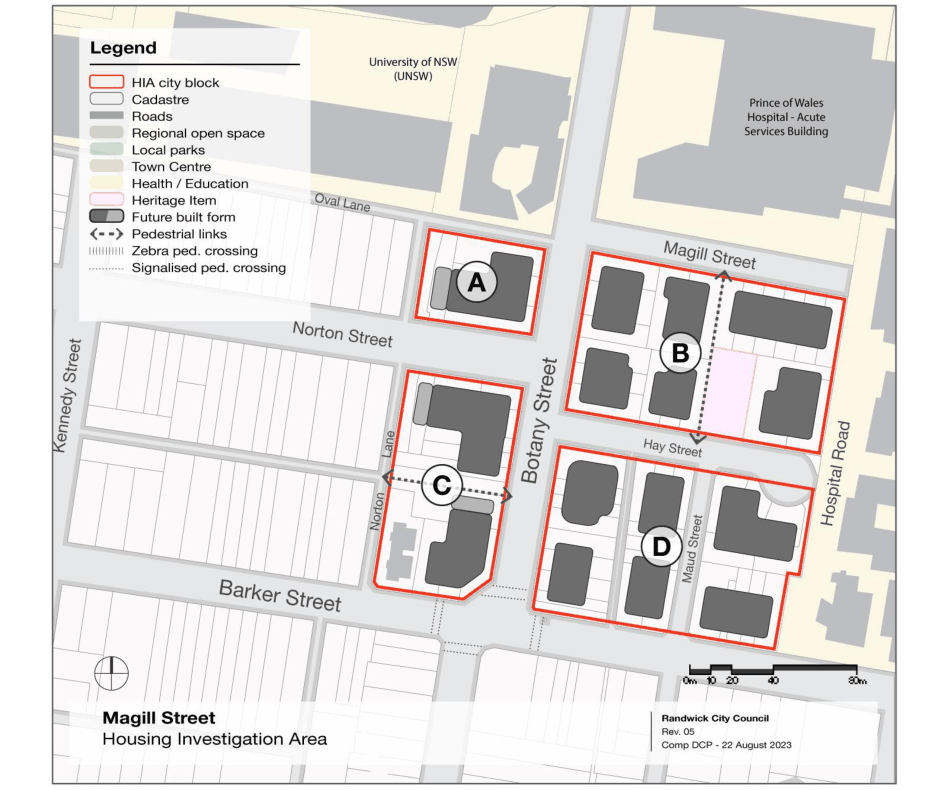 Legend
HIA city block
Cadastre
Roads
Regional open space
Local parks
Town Centre
Health / Education
Heritage Item
Future built form
Pedestrial links
Zebra ped. crossing
Signalised ped. crossing
University of NSW
(UNSW)
Prince of Wales
Hospital - Acute
Services Building
Oval Lane
Magill Street
A
Norton Street
B
Kennedy Street
Botany Street
Lane
Hay Street
Hospital Road
C
Norton
D
Maud Street
Barker Street
0m 10 20 40 80m
Magill Street
Housing Investigation Area
Randwick City Council
Rev. 05
Comp DCP - 22 August 2023